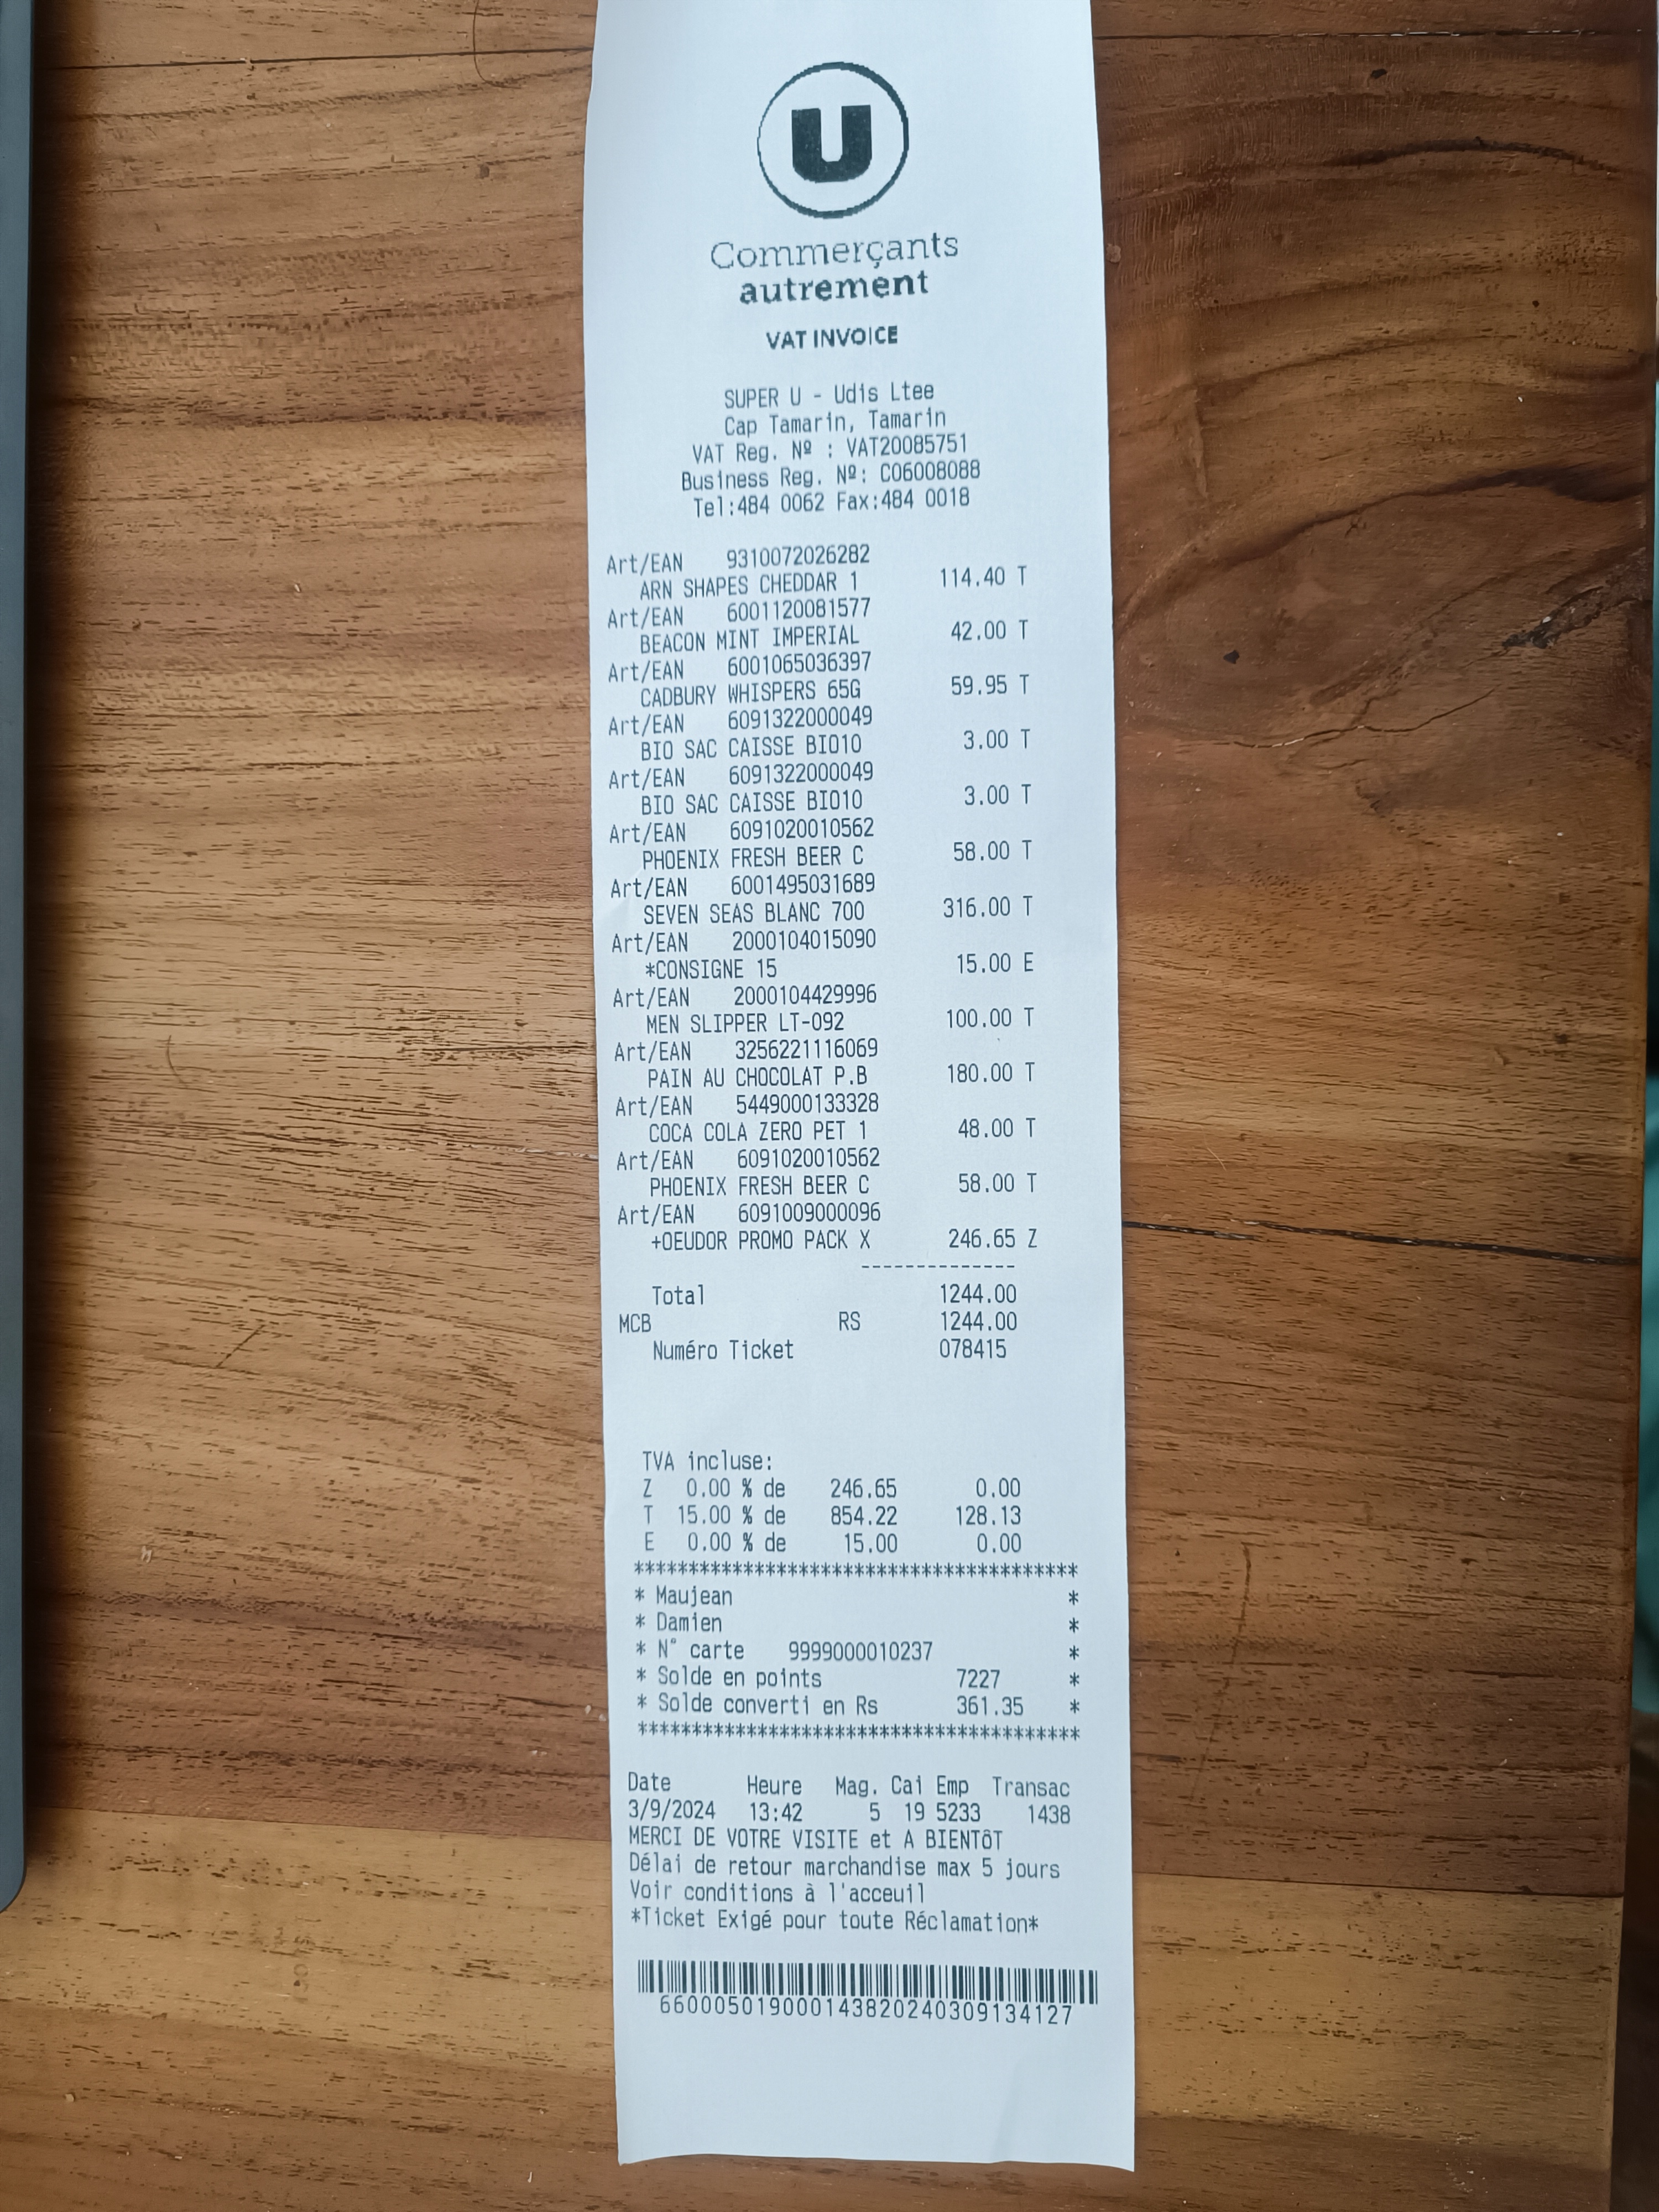 U
Commerçants
autrement
VAT INVOICE
SUPER U - Udis Ltee
Cap Tamarin, Tamarin
VAT Reg. Nº : VAT20085751
Business Reg. Nº: C06008088
Tel:484 0062 Fax:484 0018
Art/EAN 9310072026282
ARN SHAPES CHEDDAR 1 114.40 T
Art/EAN 6001120081577
BEACON MINT IMPERIAL 42.00 T
Art/EAN 6001065036397
CADBURY WHISPERS 65G 59.95 T
Art/EAN 6091322000049
BIO SAC CAISSE BIO10 3.00 T
Art/EAN 6091322000049
BIO SAC CAISSE BIO10 3.00 T
Art/EAN 6091020010562
PHOENIX FRESH BEER C 58.00 T
Art/EAN 6001495031689
SEVEN SEAS BLANC 700 316.00 T
Art/EAN 2000104015090
*CONSIGNE 15 15.00 E
Art/EAN 2000104429996
MEN SLIPPER LT-092 100.00 T
Art/EAN 3256221116069
PAIN AU CHOCOLAT P.B 180.00 T
Art/EAN 5449000133328
COCA COLA ZERO PET 1 48.00 T
Art/EAN 6091020010562
PHOENIX FRESH BEER C 58.00 T
Art/EAN 6091009000096
+OEUDOR PROMO PACK X 246.65 Z
--------------
Total 1244.00
MCB RS 1244.00
Numéro Ticket 078415
TVA incluse:
Z 0.00 % de 246.65 0.00
T 15.00 % de 854.22 128.13
E 0.00 % de 15.00 0.00
****************************************
* Maujean *
* Damien *
* N° carte 9999000010237 *
* Solde en points 7227 *
* Solde converti en Rs 361.35 *
****************************************
Date Heure Mag. Cai Emp Transac
3/9/2024 13:42 5 19 5233 1438
MERCI DE VOTRE VISITE et A BIENTôT
Délai de retour marchandise max 5 jours
Voir conditions à l'acceuil
*Ticket Exigé pour toute Réclamation*
66000501900014382024030913​4127